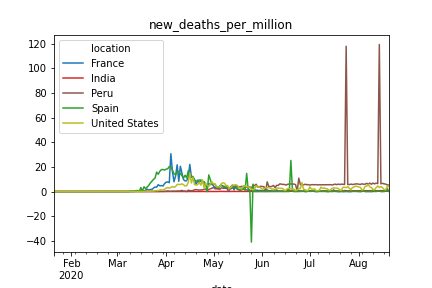 new_deaths_per_million
120
100
80
60
40
20
0
−20
−40
location
France
India
Peru
Spain
United States
Feb
2020
Mar
Apr
May
Jun
Jul
Aug